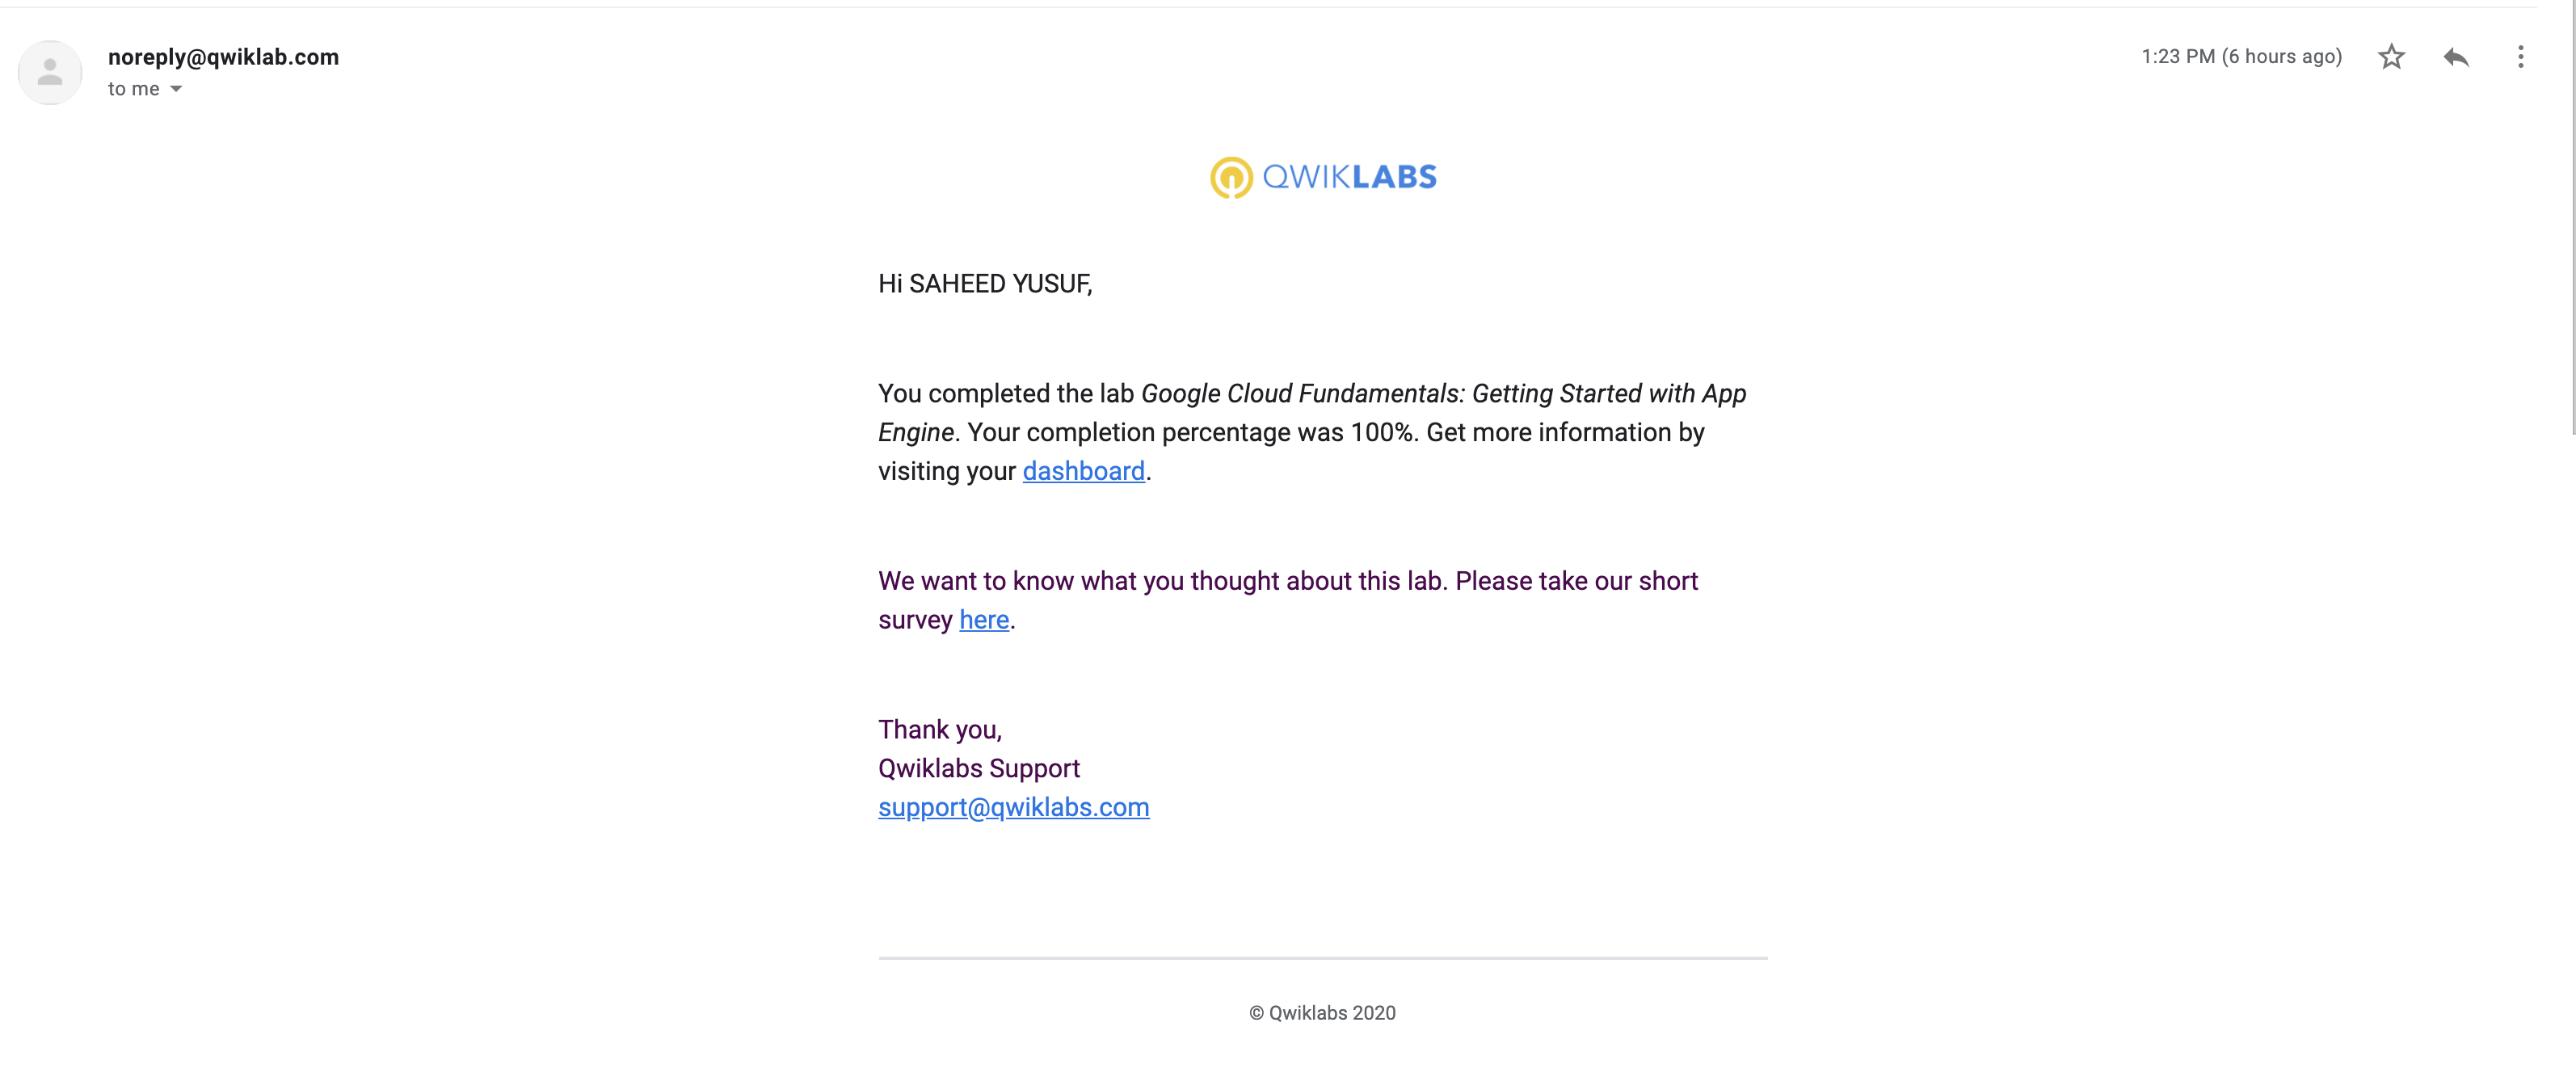 noreply@qwiklab.com
1:23 PM (6 hours ago)
to me
QWIKLABS
Hi SAHEED YUSUF,
You completed the lab Google Cloud Fundamentals: Getting Started with App
Engine. Your completion percentage was 100%. Get more information by
visiting your dashboard.
We want to know what you thought about this lab. Please take our short
survey here.
Thank you,
Qwiklabs Support
support@qwiklabs.com
© Qwiklabs 2020